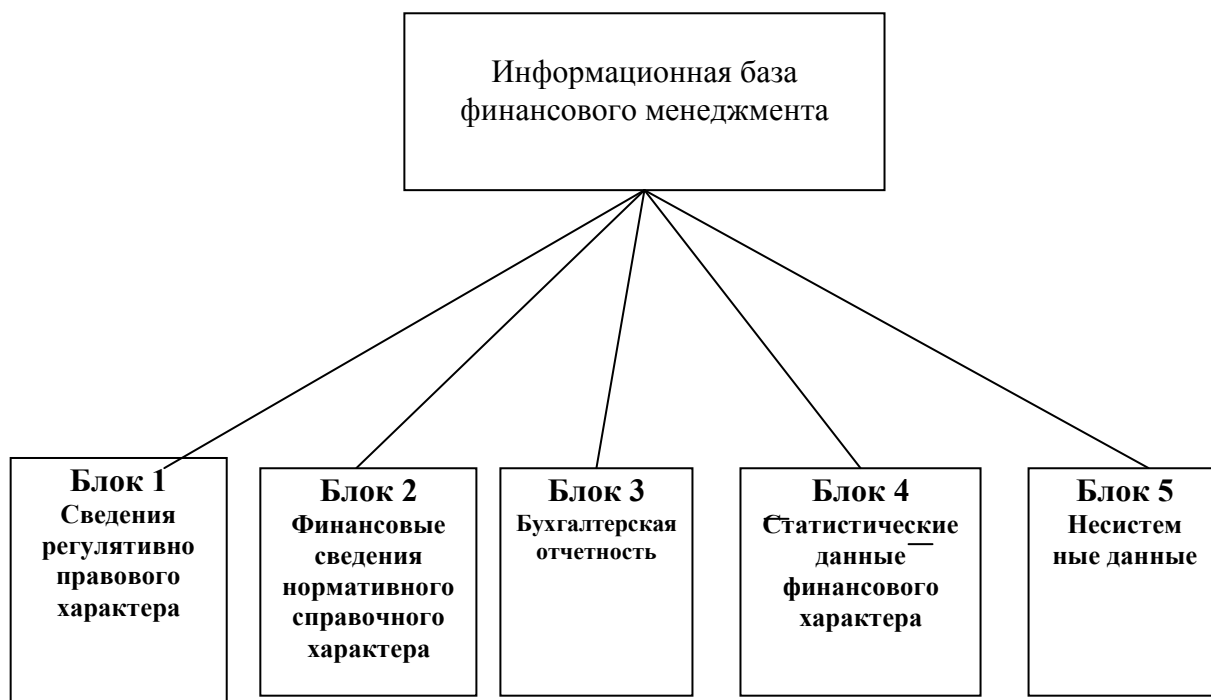 Информационная база
финансового менеджмента
Блок 1
Сведения
регулятивно
правового
характера
Блок 2
Финансовые
сведения
нормативного
справочного
характера
Блок 3
Бухгалтерская
отчетность
Блок 4
Статистические
данные
финансового
характера
Блок 5
Несистем
ные данные